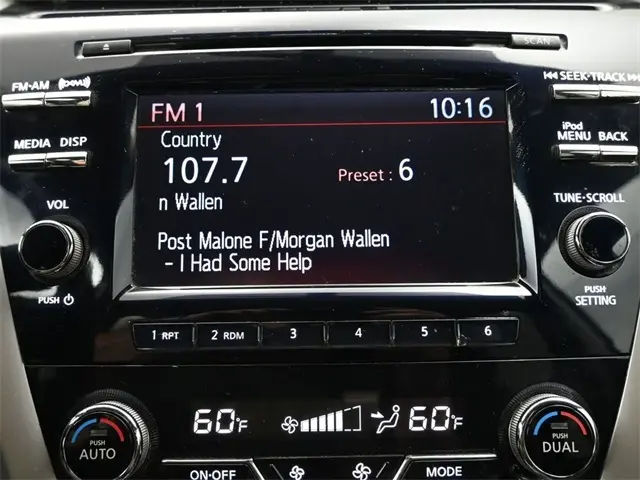 SCAN
FM·AM
SEEK·TRACK
FM 1 10:16
iPod
MEDIA DISP
MENU BACK
Country
107.7 Preset : 6
n Wallen
VOL
TUNE·SCROLL
Post Malone F/Morgan Wallen
- I Had Some Help
PUSH
PUSH
SETTING
1 RPT 2 RDM 3 4 5 6
60°F 60°F
PUSH
AUTO
PUSH
DUAL
ON·OFF MODE